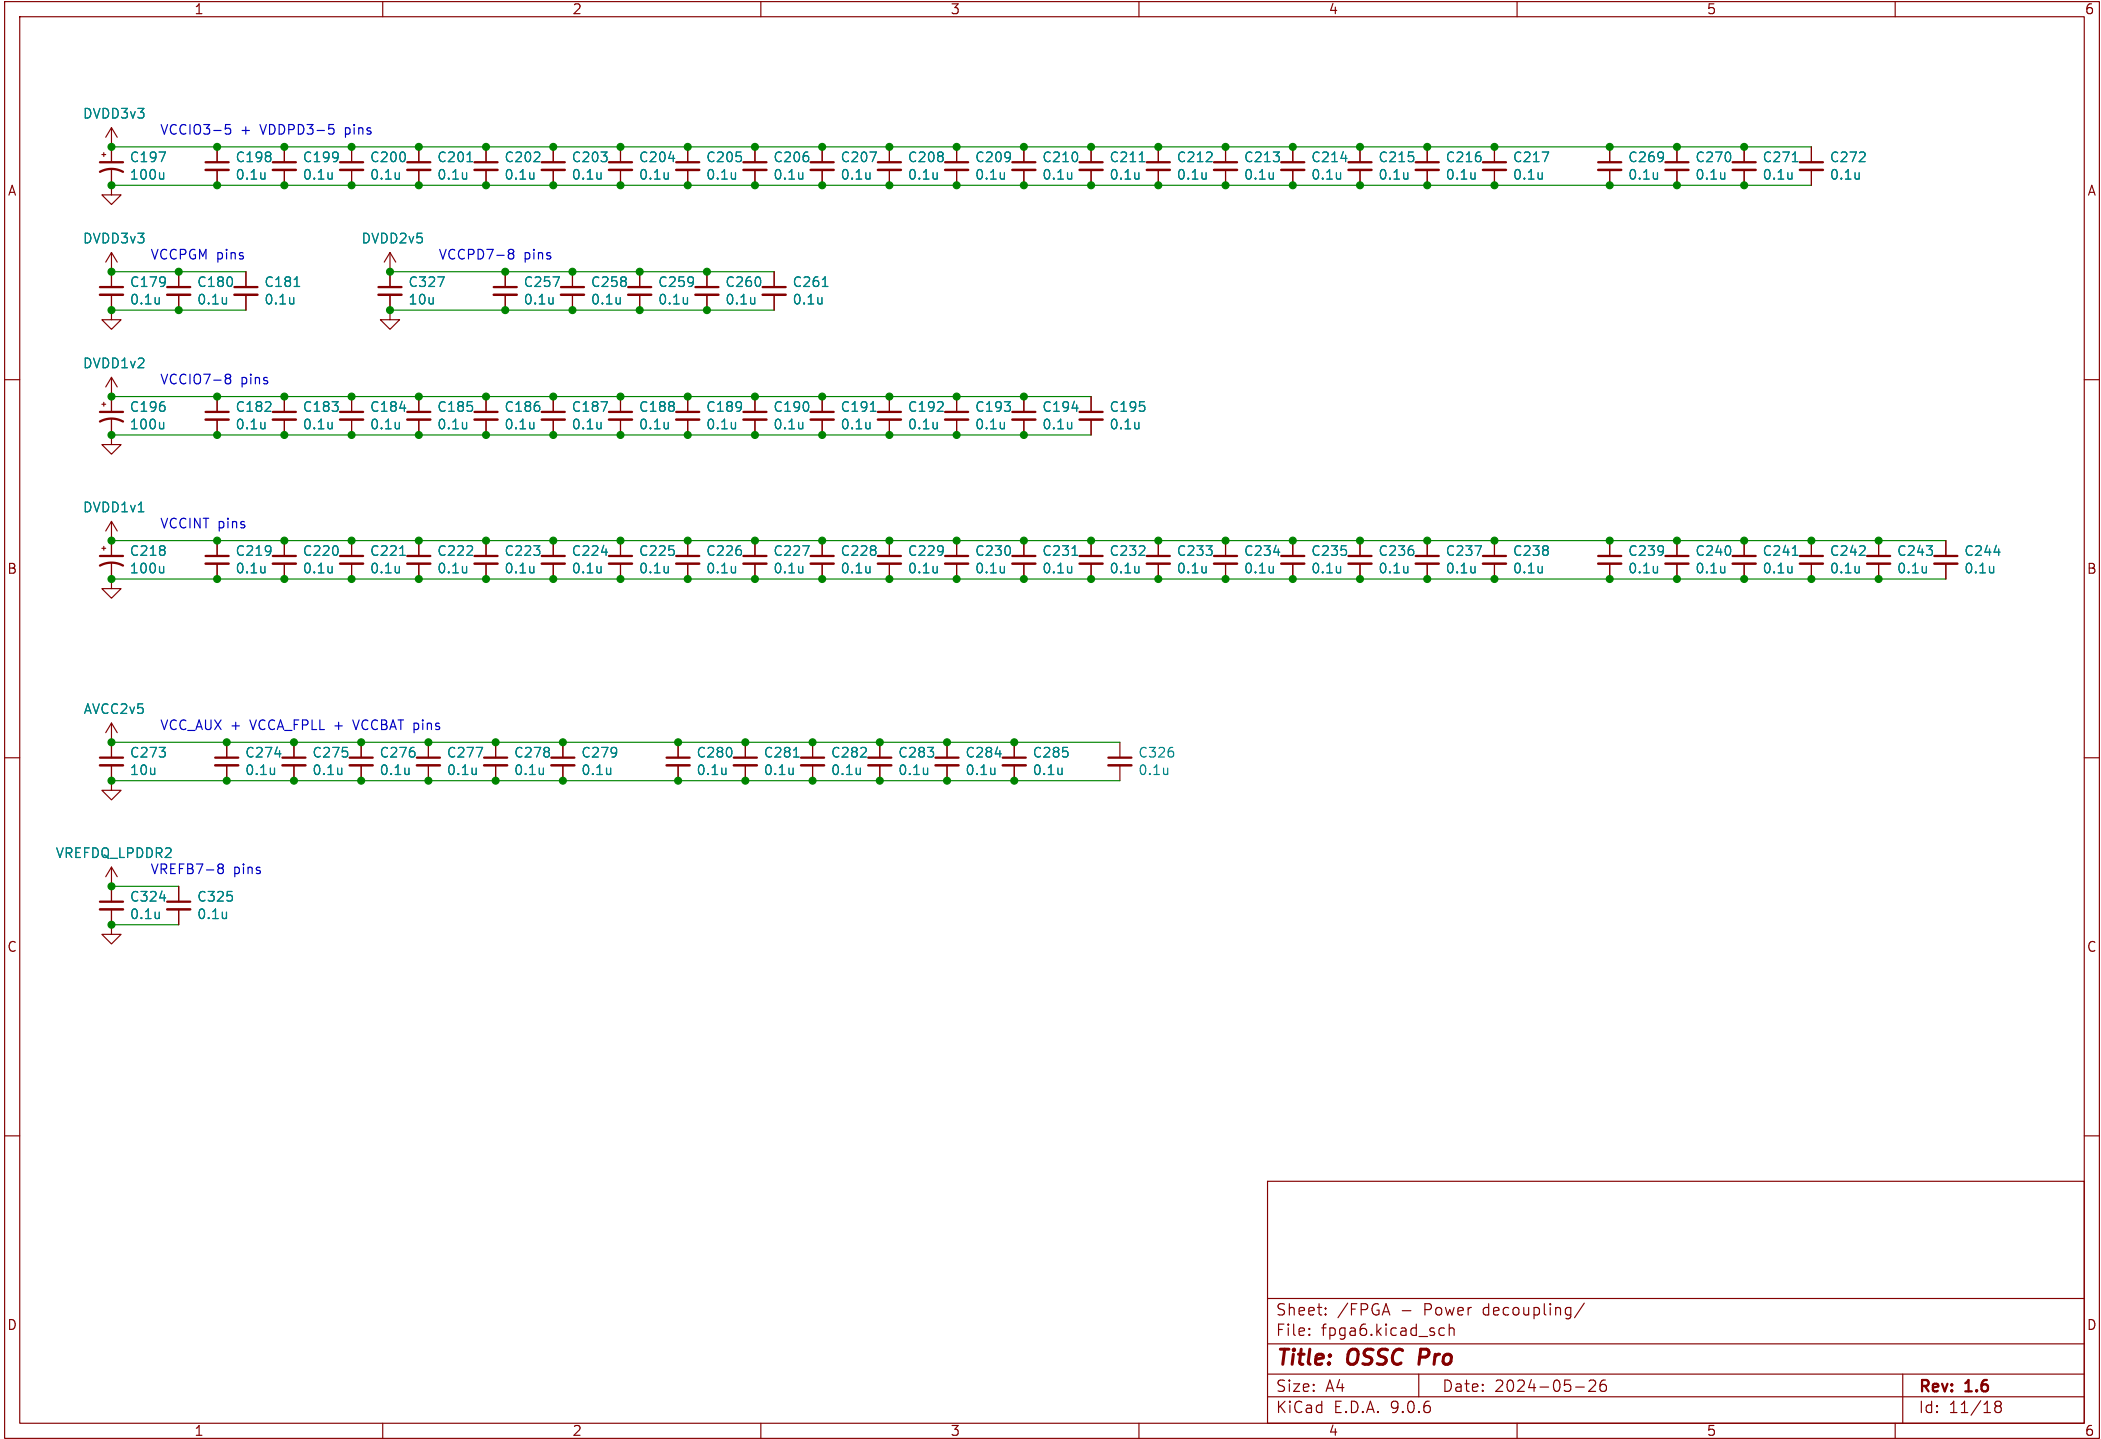 1 2 3 4 5 6
DVDD3v3
VCCIO3-5 + VDDPD3-5 pins
C197 C198 C199 C200 C201 C202 C203 C204 C205 C206 C207 C208 C209 C210 C211 C212 C213 C214 C215 C216 C217 C269 C270 C271 C272
100u 0.1u 0.1u 0.1u 0.1u 0.1u 0.1u 0.1u 0.1u 0.1u 0.1u 0.1u 0.1u 0.1u 0.1u 0.1u 0.1u 0.1u 0.1u 0.1u 0.1u 0.1u 0.1u 0.1u 0.1u
A A
DVDD3v3 DVDD2v5
VCCPGM pins VCCPD7-8 pins
C179 C180 C181 C327 C257 C258 C259 C260 C261
0.1u 0.1u 0.1u 10u 0.1u 0.1u 0.1u 0.1u 0.1u
DVDD1v2
VCCIO7-8 pins
C196 C182 C183 C184 C185 C186 C187 C188 C189 C190 C191 C192 C193 C194 C195
100u 0.1u 0.1u 0.1u 0.1u 0.1u 0.1u 0.1u 0.1u 0.1u 0.1u 0.1u 0.1u 0.1u 0.1u
DVDD1v1
VCCINT pins
C218 C219 C220 C221 C222 C223 C224 C225 C226 C227 C228 C229 C230 C231 C232 C233 C234 C235 C236 C237 C238 C239 C240 C241 C242 C243 C244
100u 0.1u 0.1u 0.1u 0.1u 0.1u 0.1u 0.1u 0.1u 0.1u 0.1u 0.1u 0.1u 0.1u 0.1u 0.1u 0.1u 0.1u 0.1u 0.1u 0.1u 0.1u 0.1u 0.1u 0.1u 0.1u 0.1u
B B
AVCC2v5
VCC_AUX + VCCA_FPLL + VCCBAT pins
C273 C274 C275 C276 C277 C278 C279 C280 C281 C282 C283 C284 C285 C326
10u 0.1u 0.1u 0.1u 0.1u 0.1u 0.1u 0.1u 0.1u 0.1u 0.1u 0.1u 0.1u 0.1u
VREFDQ_LPDDR2
VREFB7-8 pins
C324 C325
0.1u 0.1u
C C
Sheet: /FPGA - Power decoupling/
D D
File: fpga6.kicad_sch
Title: OSSC Pro
Size: A4 Date: 2024-05-26 Rev: 1.6
KiCad E.D.A. 9.0.6 Id: 11/18
1 2 3 4 5 6